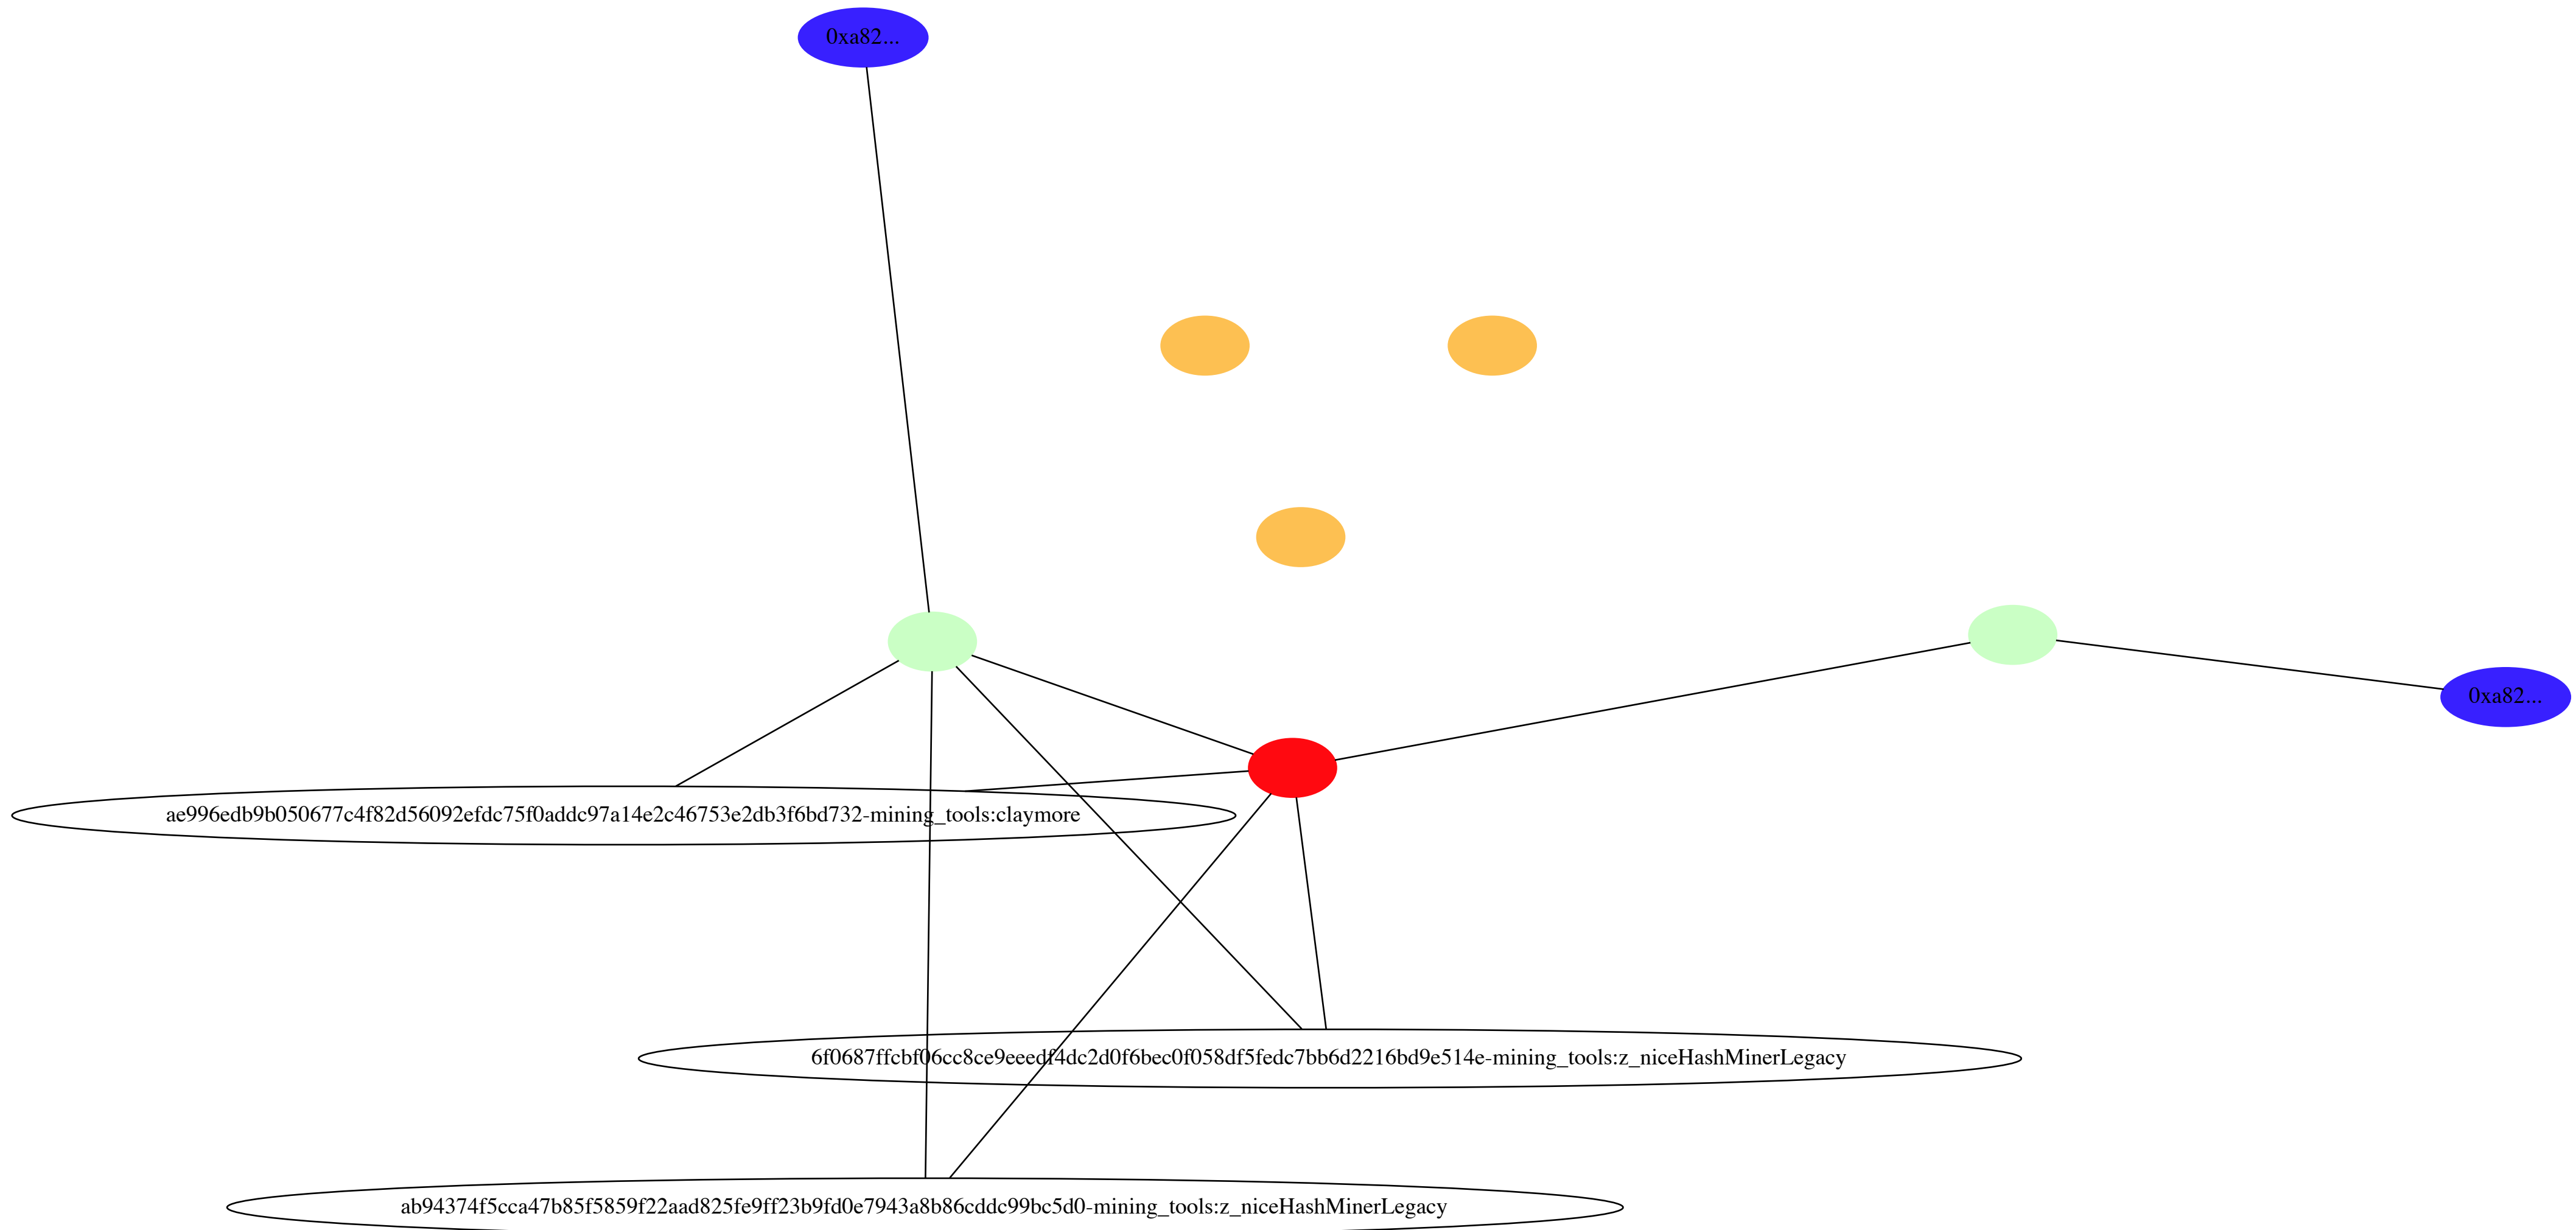 0xa82...
0xa82...
ae996edb9b050677c4f82d56092efdc75f0addc97a14e2c46753e2db3f6bd732-mining_tools:claymore
6f0687ffcbf06cc8ce9eeedf4dc2d0f6bec0f058df5fedc7bb6d2216bd9e514e-mining_tools:z_niceHashMinerLegacy
ab94374f5cca47b85f5859f22aad825fe9ff23b9fd0e7943a8b86cddc99bc5d0-mining_tools:z_niceHashMinerLegacy